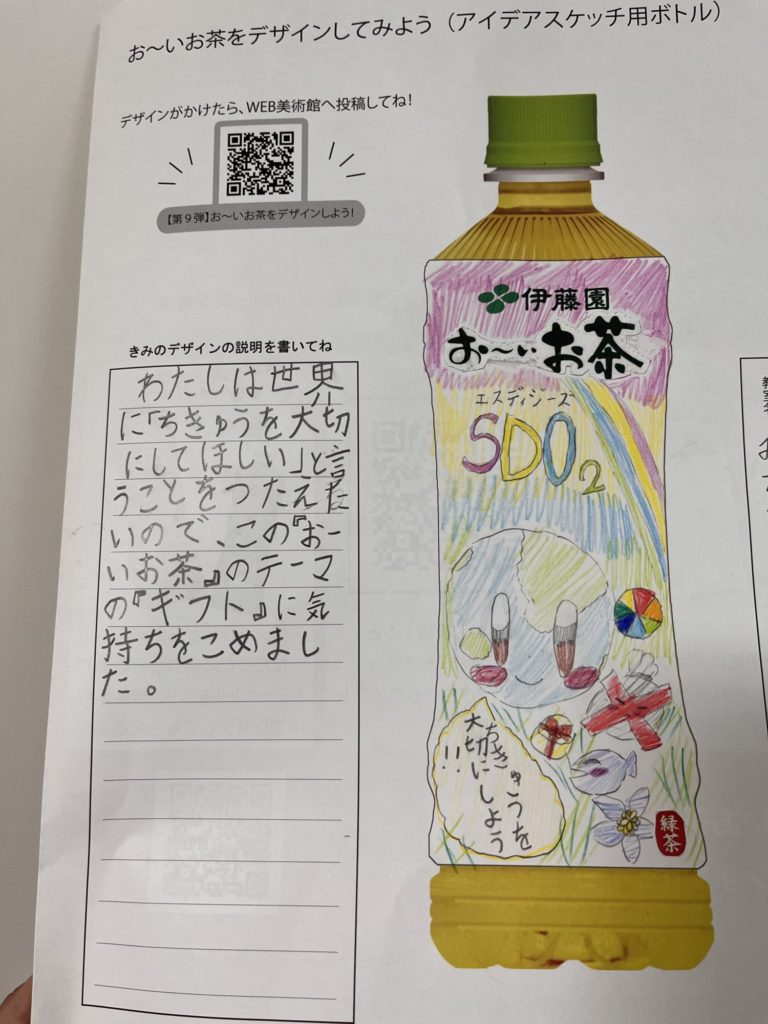 お～いお茶をデザインしてみよう（アイデアスケッチ用ボトル）
デザインがかけたら、WEB美術館へ投稿してね!
【第９弾】お～いお茶をデザインしよう!
きみのデザインの説明を書いてね
わたしは世界
に「ちきゅうを大切
にしてほしい」と言
うことをつたえた
いので、この『おー
いお茶』のテーマ
の『ギフト』に気
持ちをこめまし
た。
伊藤園
お～いお茶
エスディシーズ
SDO2
ちきゅうを
大切にしよう
!!
緑茶